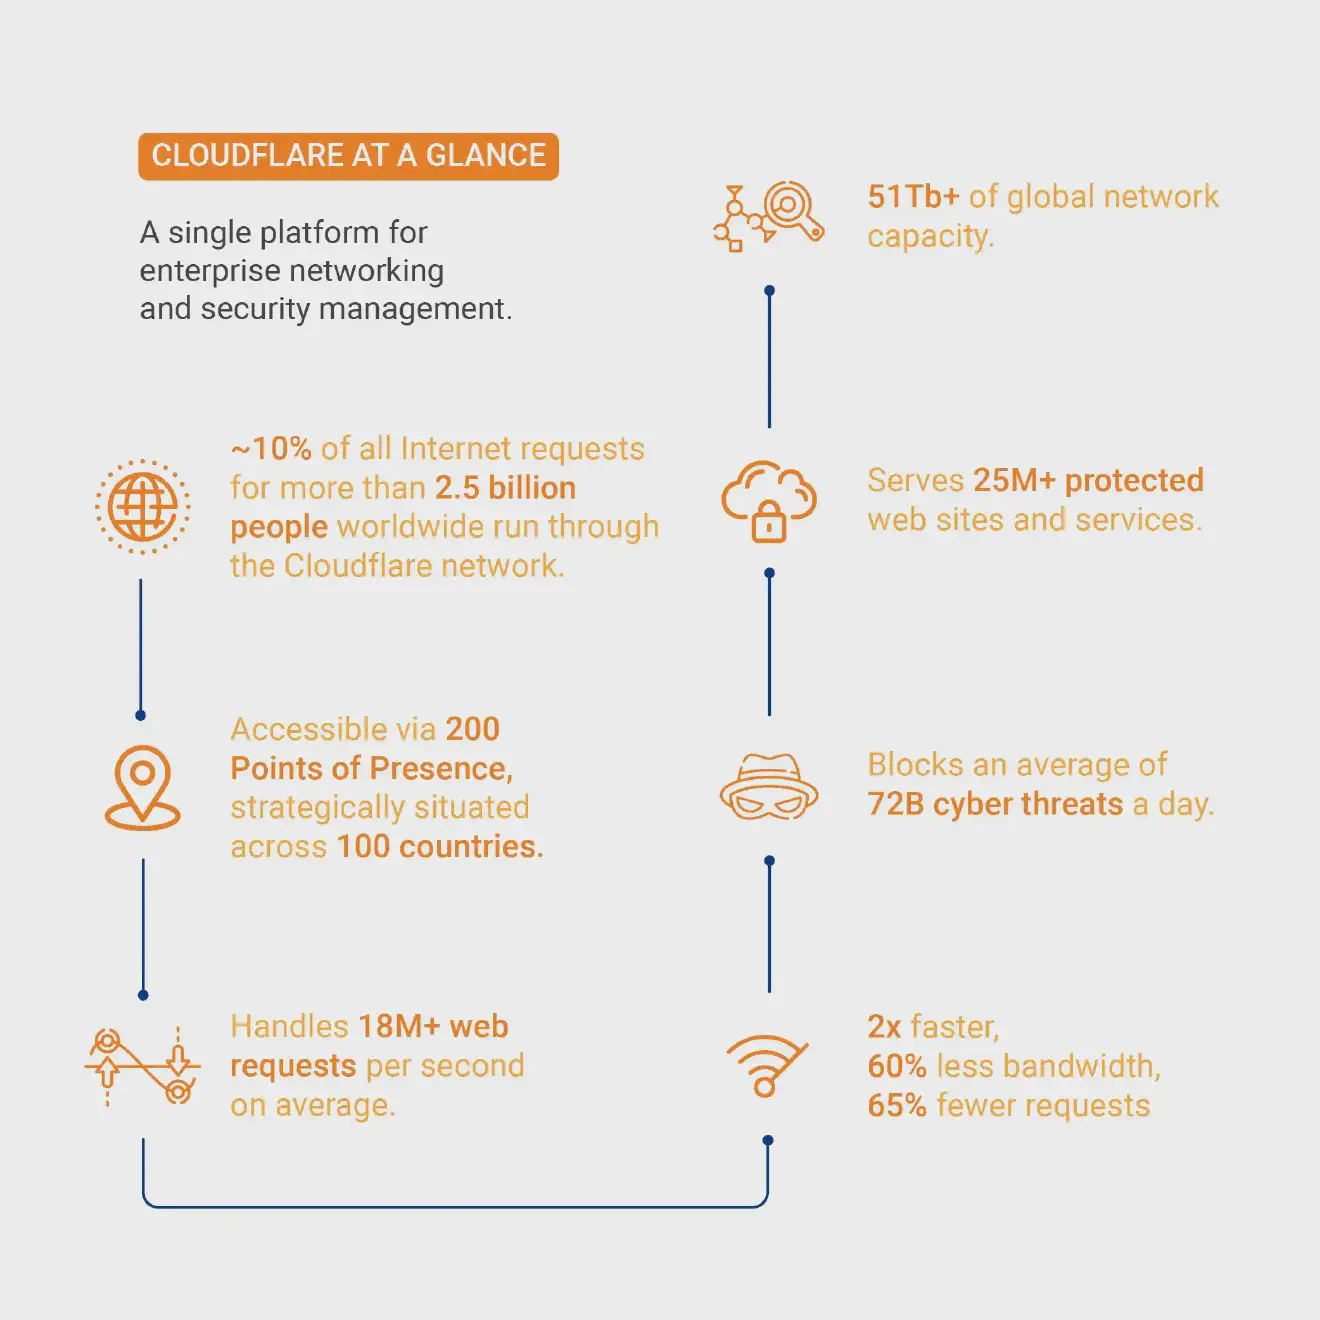 CLOUDFLARE AT A GLANCE
A single platform for
enterprise networking
and security management.
~10% of all Internet requests
for more than 2.5 billion
people worldwide run through
the Cloudflare network.
Accessible via 200
Points of Presence,
strategically situated
across 100 countries.
Handles 18M+ web
requests per second
on average.
2x faster,
60% less bandwidth,
65% fewer requests
Blocks an average of
72B cyber threats a day.
Serves 25M+ protected
web sites and services.
51Tb+ of global network
capacity.